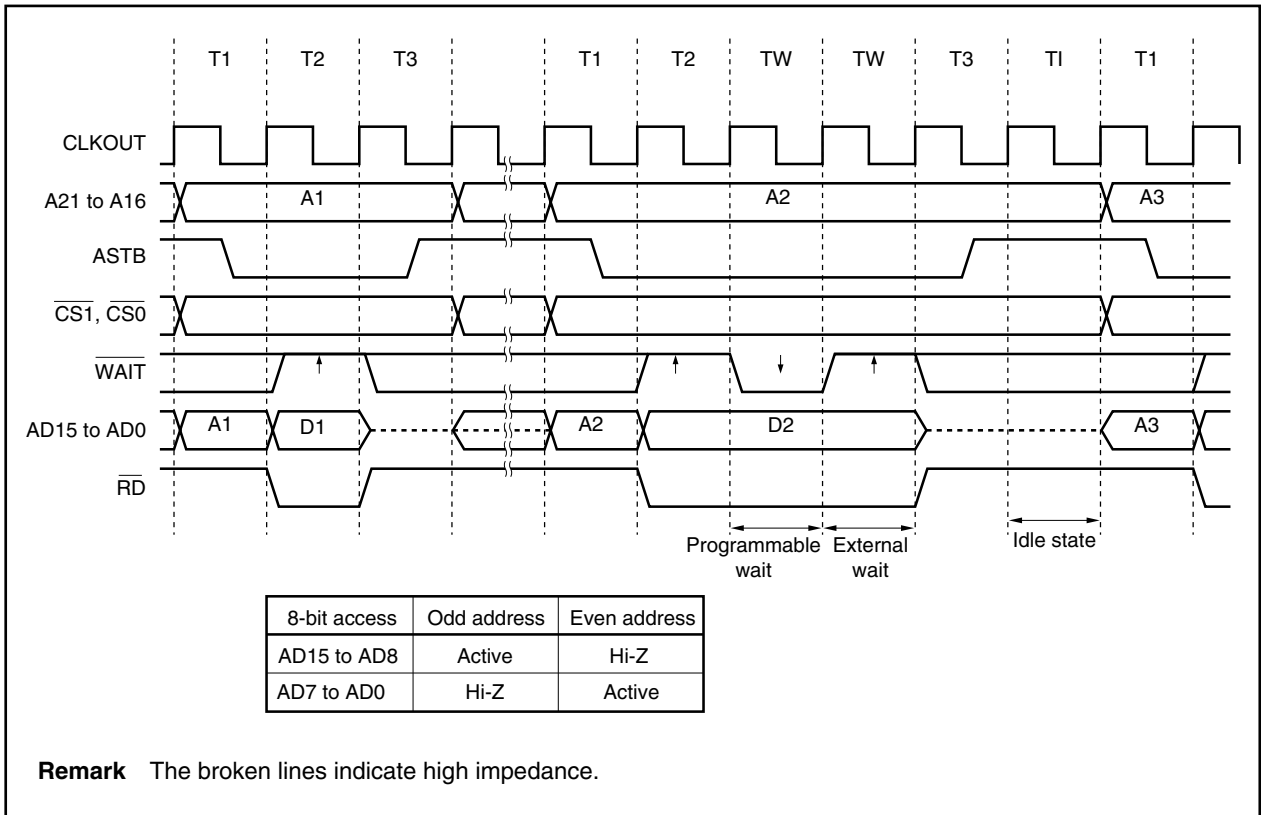 T1 T2 T3 T1 T2 TW TW T3 TI T1
CLKOUT
A21 to A16 A1 A2 A3
ASTB
CS1, CS0
WAIT
AD15 to AD0 A1 D1 A2 D2 A3
RD
Programmable wait
External wait
Idle state
8-bit access Odd address Even address
AD15 to AD8 Active Hi-Z
AD7 to AD0 Hi-Z Active
Remark The broken lines indicate high impedance.